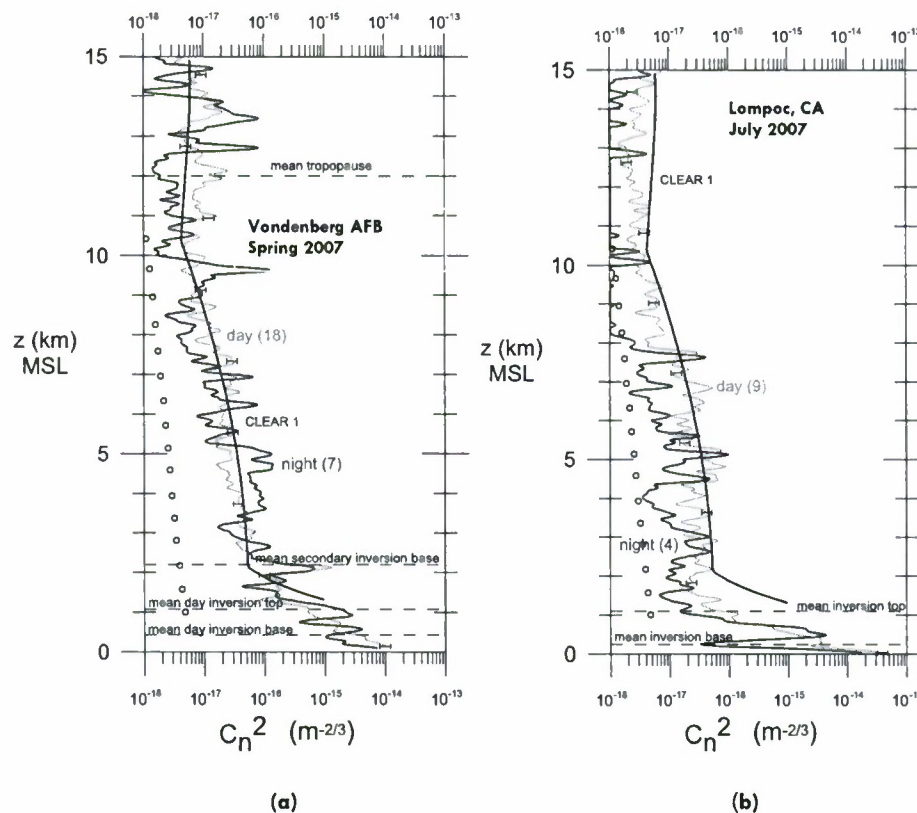 10-18 10-17 10-16 10-15 10-14 10-13
15
mean tropopause
Vondenberg AFB
Spring 2007
10
day (18)
z (km)
MSL
CLEAR 1
5
night (7)
mean secondary inversion base
mean day inversion top
mean day inversion base
0
10-18 10-17 10-16 10-15 10-14 10-13
Cn2 (m-2/3)
(a)
10-18 10-17 10-16 10-15 10-14
15
Lompoc, CA
July 2007
CLEAR 1
10
z (km)
MSL
day (9)
5
night (4)
mean inversion top
mean inversion base
0
10-18 10-17 10-16 10-15 10-14
Cn2 (m-2/3)
(b)